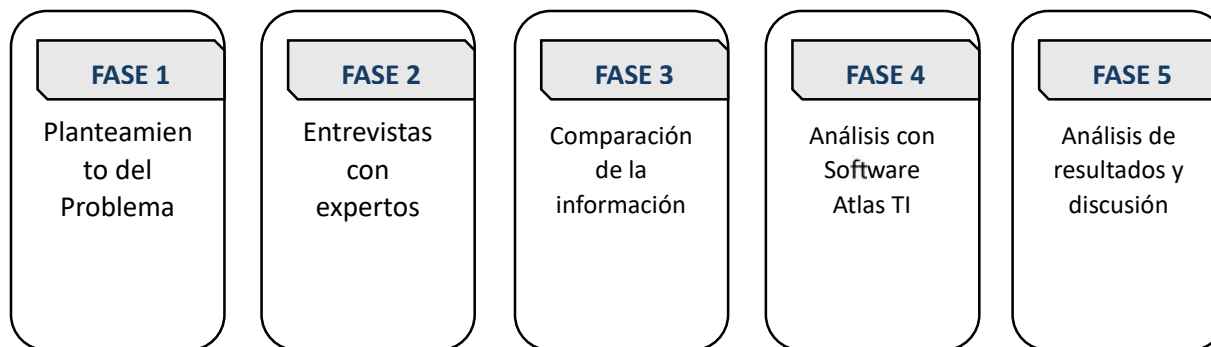 FASE 1
Planteamien
to del
Problema
FASE 2
Entrevistas
con
expertos
FASE 3
Comparación
de la
información
FASE 4
Análisis con
Software
Atlas TI
FASE 5
Análisis de
resultados y
discusión